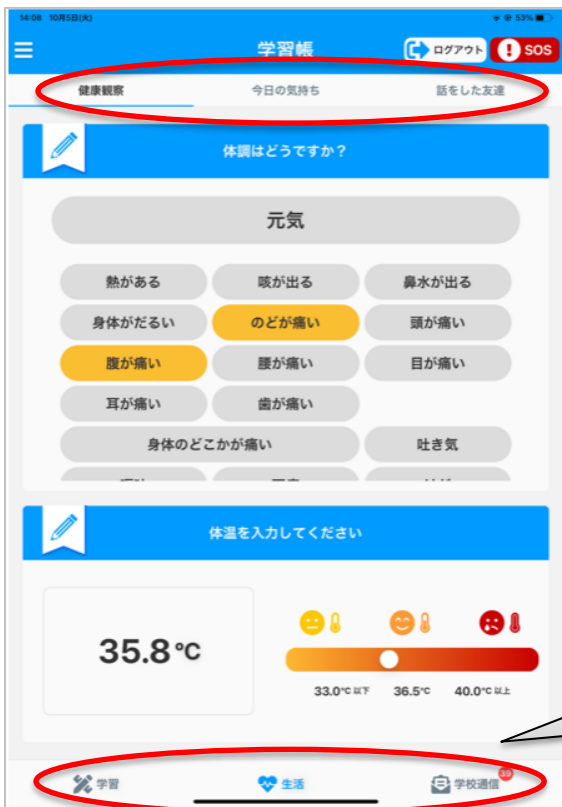 14:08 10月5日(火)
53%
学習帳
ログアウト
! SOS
健康観察 今日の気持ち 話をした友達
体調はどうですか？
元気
熱がある 咳が出る 鼻水が出る
身体がだるい のどが痛い 頭が痛い
腹が痛い 腰が痛い 目が痛い
耳が痛い 歯が痛い
身体のどこかが痛い 吐き気
体温を入力してください
35.8℃
33.0℃以下 36.5℃ 40.0℃以上
学習 生活 学校通信 39